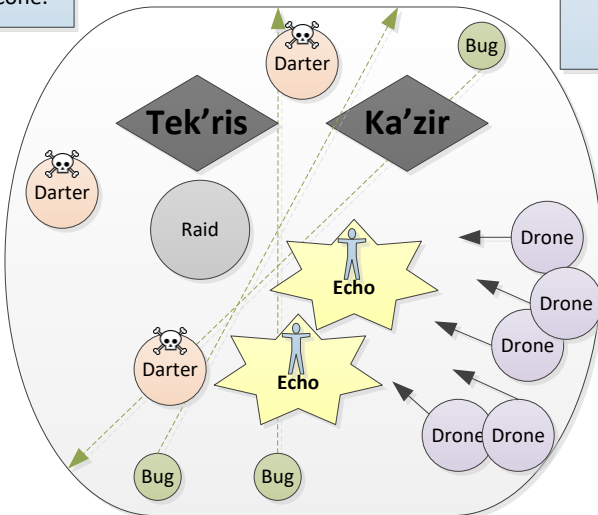 cone.
Darter
Bug
Tek’ris
Ka’zir
Darter
Raid
Drone
Echo
Drone
Drone
Darter
Echo
Drone
Drone
Bug
Bug